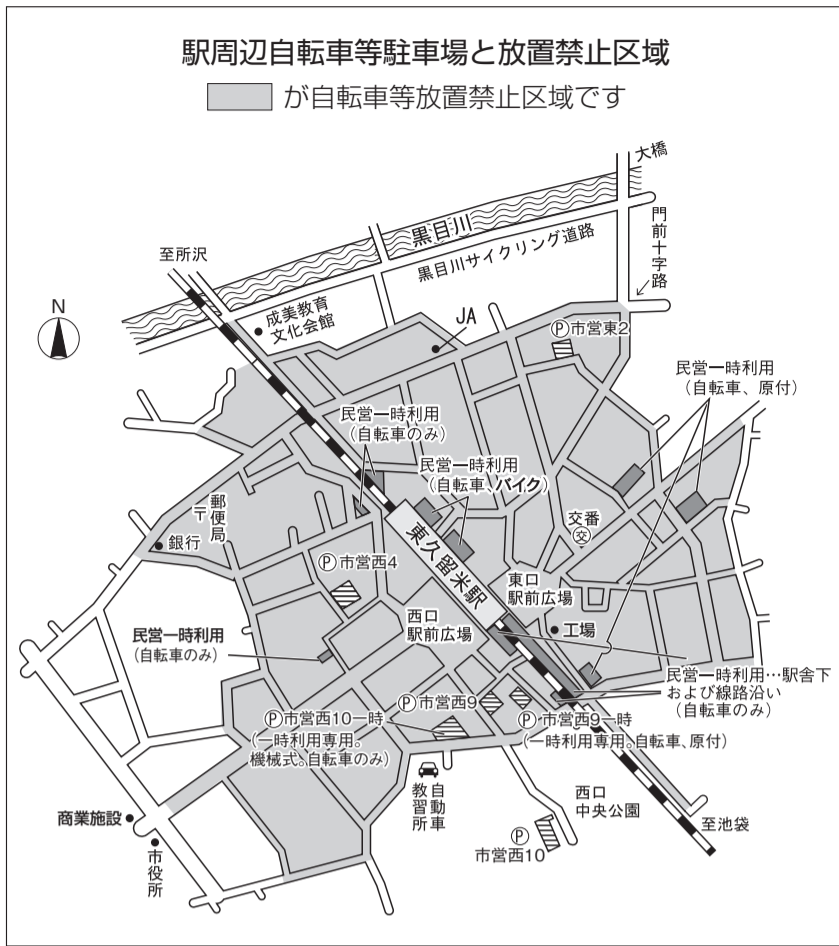 駅周辺自転車等駐車場と放置禁止区域
が自転車等放置禁止区域です
大橋
黒目川
黒目川サイクリング道路
門前十字路
至所沢
N
成美教育
文化会館
JA
Ⓟ市営東2
民営一時利用
(自転車、原付)
民営一時利用
(自転車のみ)
民営一時利用
(自転車、バイク)
郵便局
〒
銀行
交番
交
Ⓟ市営西4
東久留米駅
東口
駅前広場
西口
駅前広場
工場
民営一時利用
(自転車のみ)
民営一時利用…駅舎下
および線路沿い
(自転車のみ)
Ⓟ市営西9
Ⓟ市営西10一時
(一時利用専用。
機械式。自転車のみ)
Ⓟ市営西9一時
(一時利用専用。自転車、原付)
自動車
教習所
西口
中央公園
商業施設
市役所
至池袋
Ⓟ
市営西10